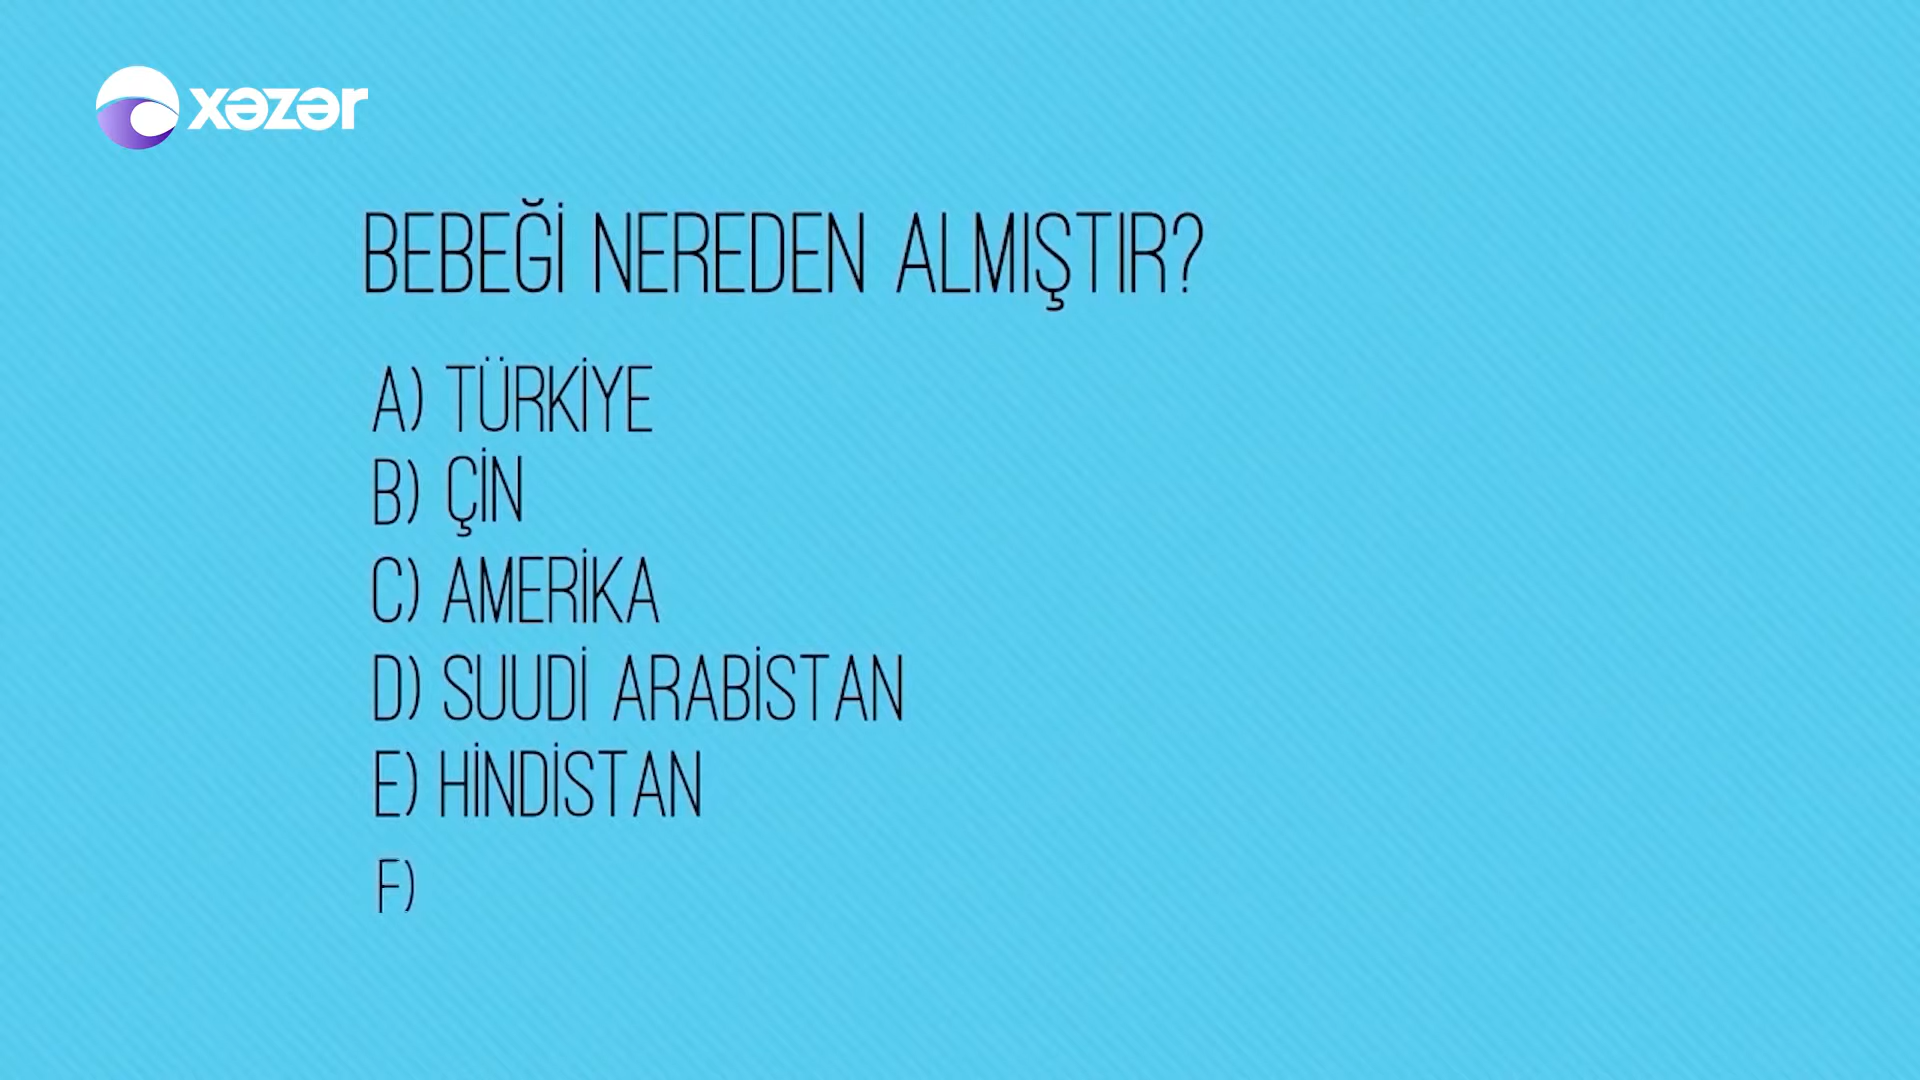 xəzər
BEBEĞİ NEREDEN ALMIŞTIR?
A) TÜRKİYE
B) ÇİN
C) AMERİKA
D) SUUDİ ARABİSTAN
E) HİNDİSTAN
F)